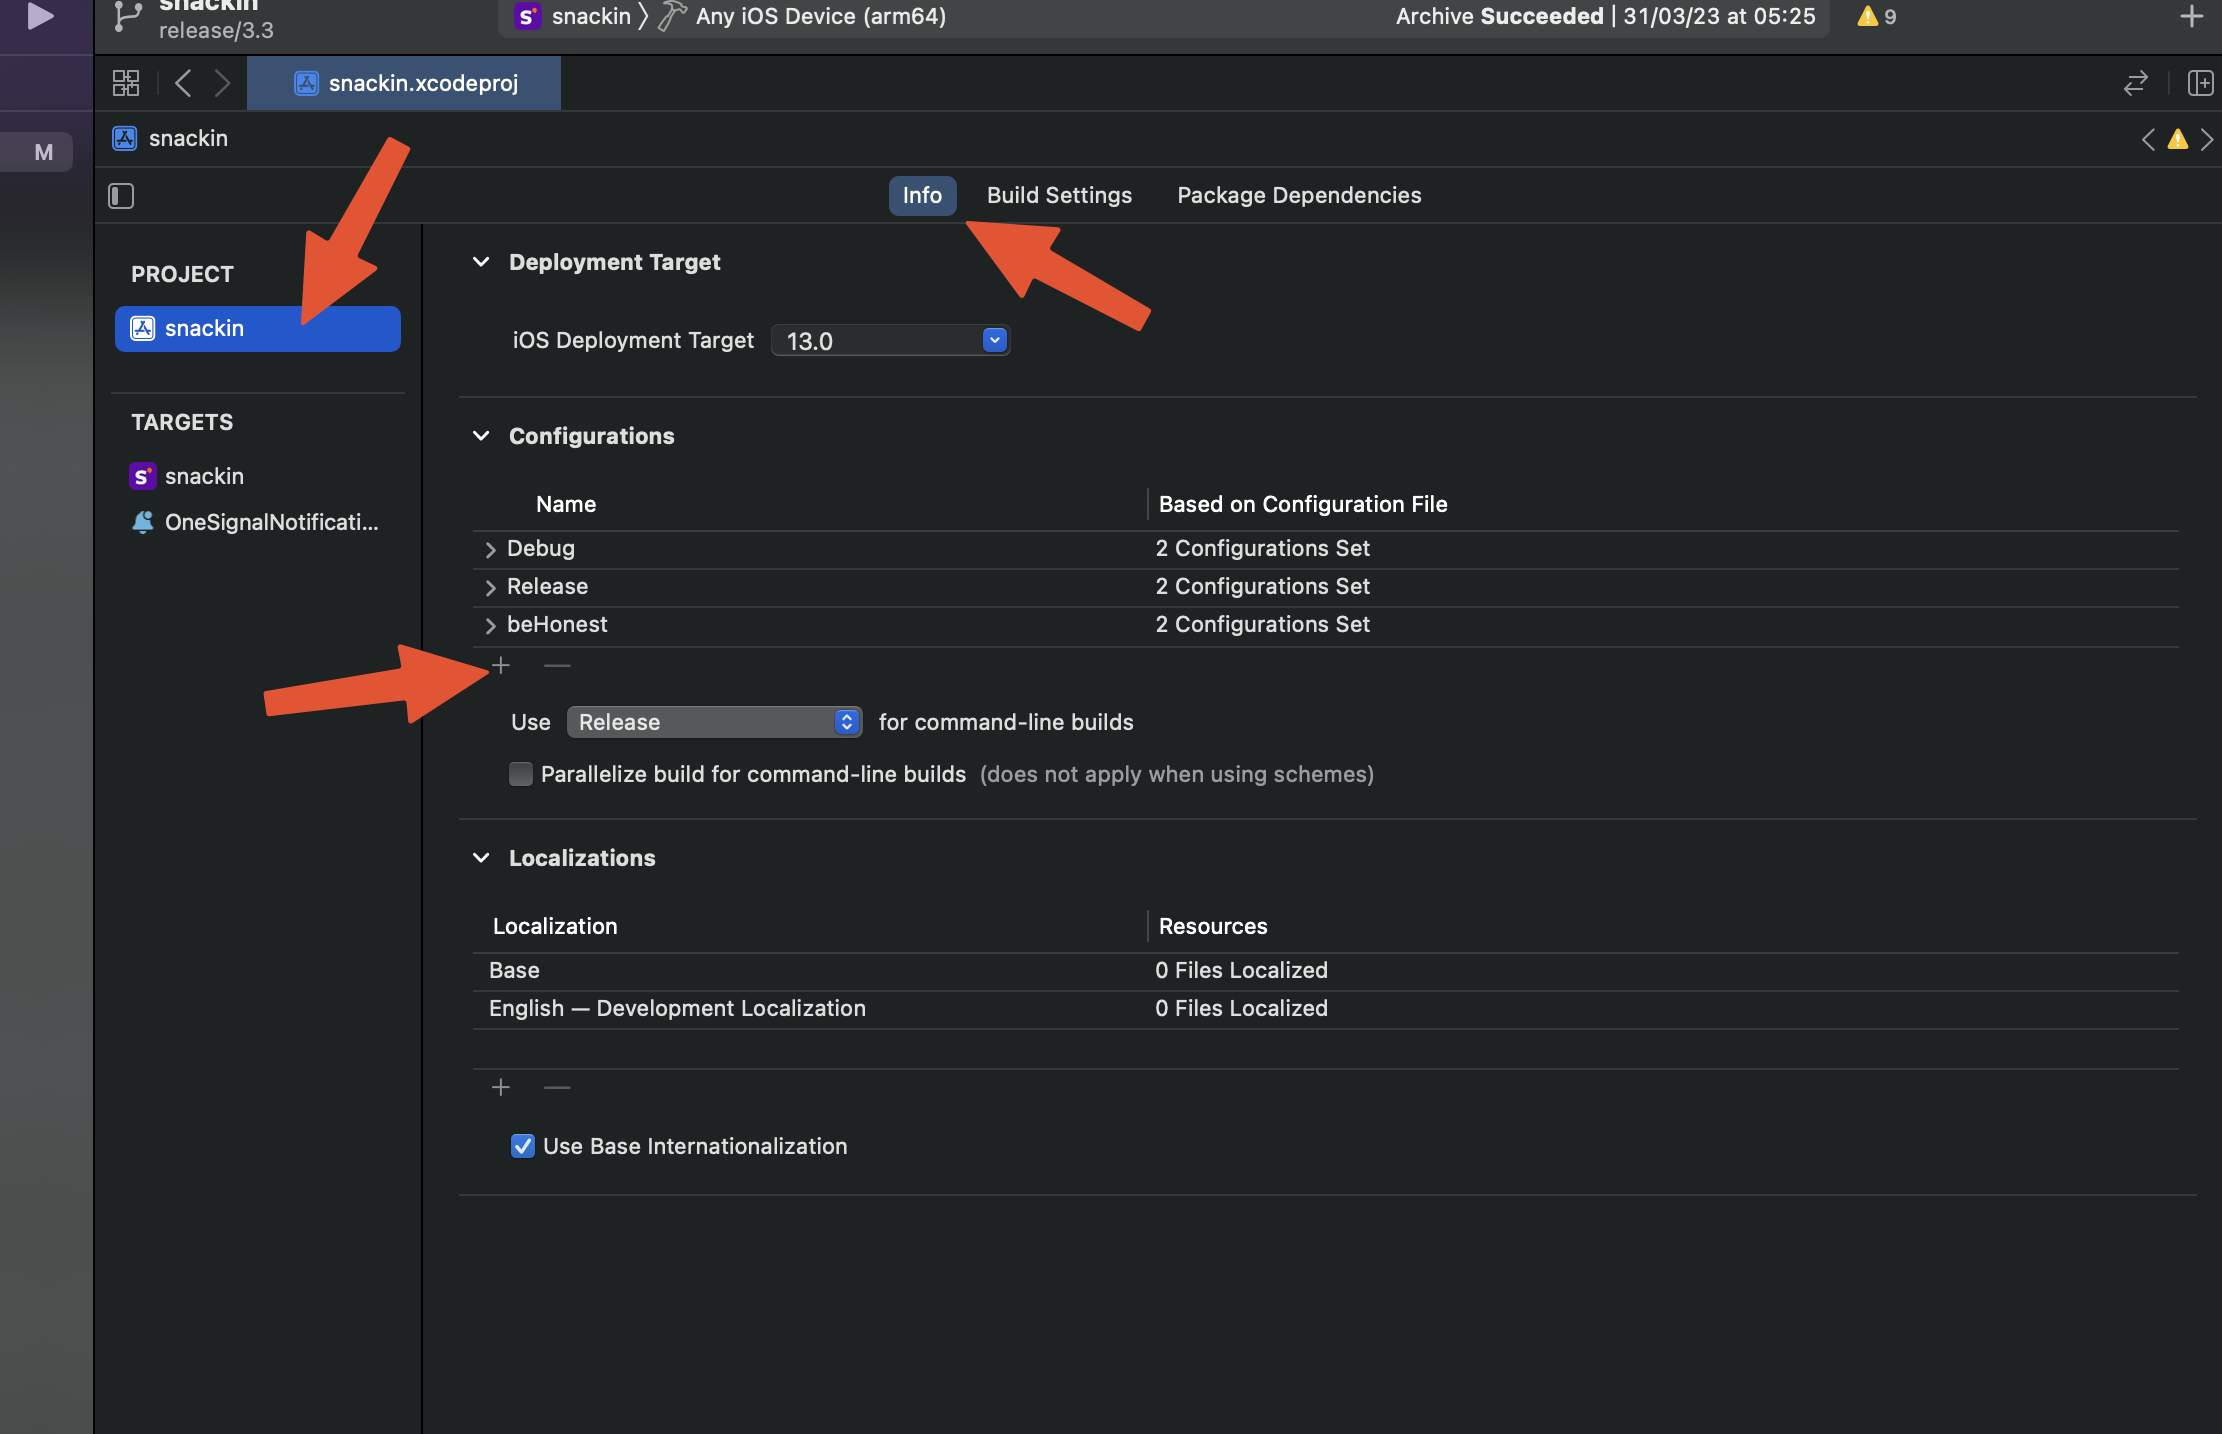 snackin
release/3.3
snackin
Any iOS Device (arm64)
Archive Succeeded | 31/03/23 at 05:25
9
snackin.xcodeproj
snackin
M
Info
Build Settings
Package Dependencies
PROJECT
snackin
TARGETS
snackin
OneSignalNotificati...
Deployment Target
iOS Deployment Target
13.0
Configurations
Name
Based on Configuration File
Debug
2 Configurations Set
Release
2 Configurations Set
beHonest
2 Configurations Set
Use
Release
for command-line builds
Parallelize build for command-line builds (does not apply when using schemes)
Localizations
Localization
Resources
Base
0 Files Localized
English — Development Localization
0 Files Localized
Use Base Internationalization